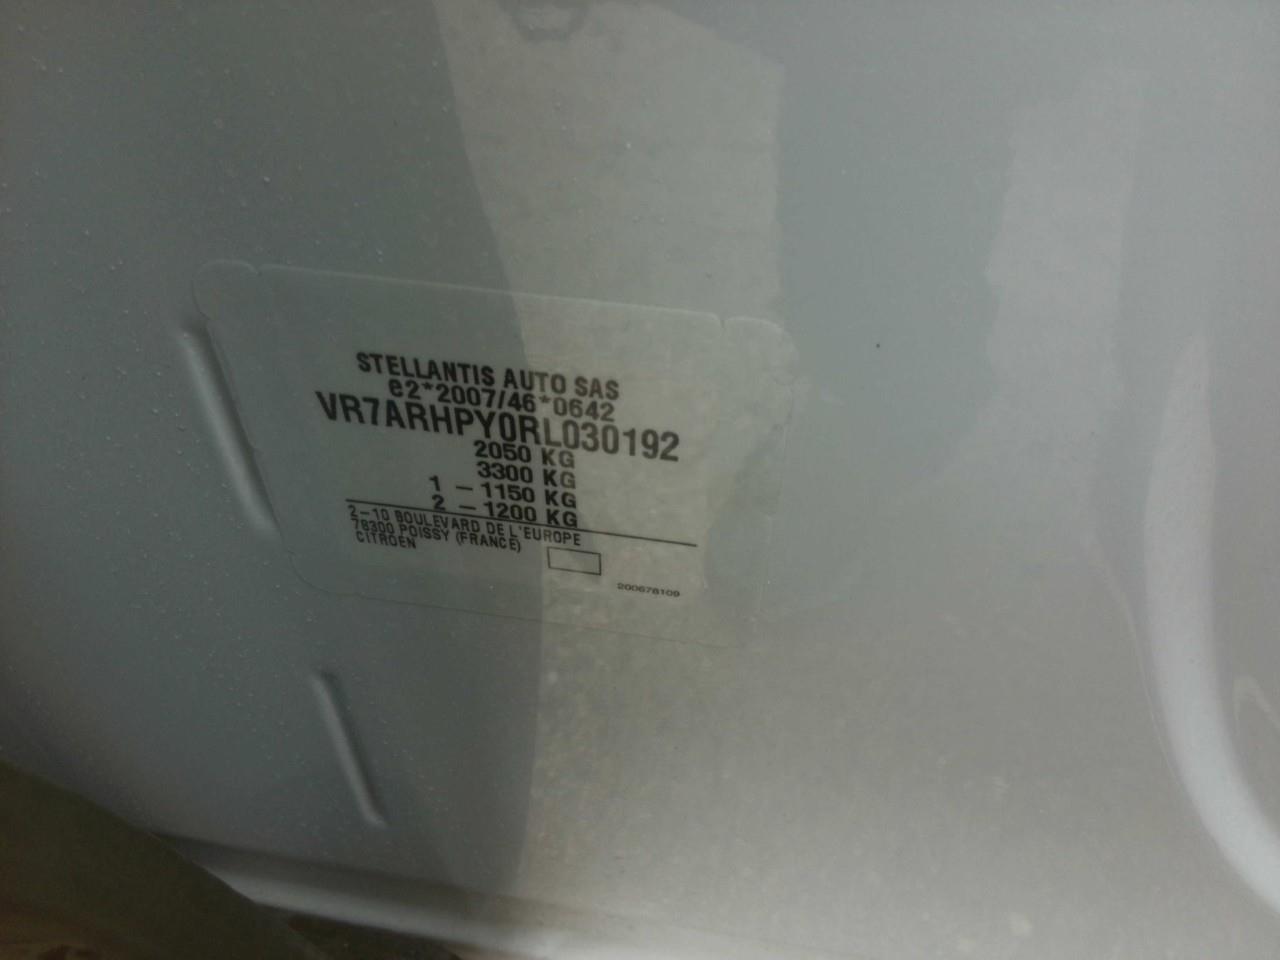 STELLANTIS AUTO SAS
e2*2007/46*0642
VR7ARHPY0RL030192
2050 KG
3300 KG
1 – 1150 KG
2 – 1200 KG
2–10 BOULEVARD DE L'EUROPE
78300 POISSY (FRANCE)
CITROEN
200678109